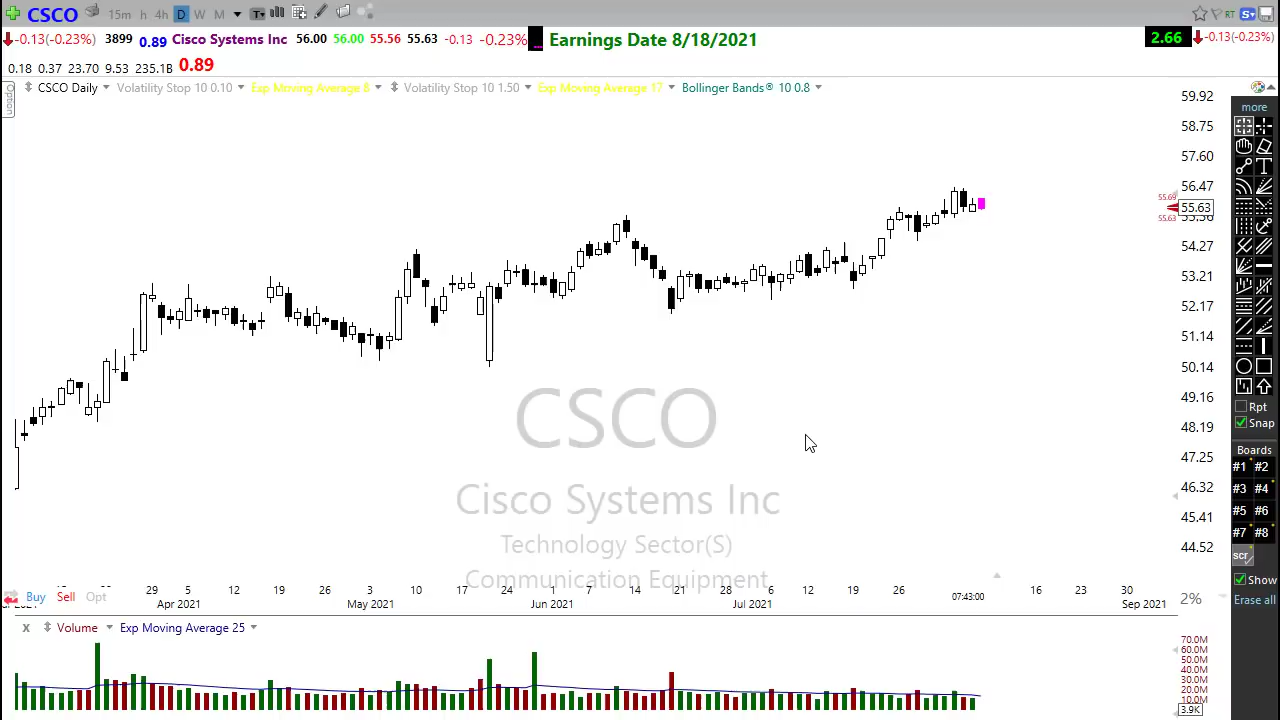 CSCO 15m h 4h D W M T RT S
-0.13(-0.23%) 3899 0.89 Cisco Systems Inc 56.00 56.00 55.56 55.63 -0.13 -0.23% Earnings Date 8/18/2021 2.66 -0.13(-0.23%)
0.18 0.37 23.70 9.53 235.1B 0.89
Option CSCO Daily Volatility Stop 10 0.10 Exp Moving Average 8 Volatility Stop 10 1.50 Exp Moving Average 17 Bollinger Bands® 10 0.8
59.92
more
58.75
57.60
56.47
55.69
55.63
55.63
54.27
53.21
52.17
51.14
50.14
49.16
48.19
47.25
46.32
45.41
44.52
Rpt
Snap
Boards
#1 #2
#3 #4
#5 #6
#7 #8
scr
Show
Erase all
CSCO
Cisco Systems Inc
Technology Sector(S)
Communication Equipment
29 5 12 19 26 3 10 17 24 1 7 14 21 28 6 12 19 26 07:43:00 16 23 30
Buy Sell Opt
Apr 2021 May 2021 Jun 2021 Jul 2021 Sep 2021
2%
X Volume Exp Moving Average 25
70.0M
60.0M
50.0M
40.0M
30.0M
20.0M
10.0M
3.9K